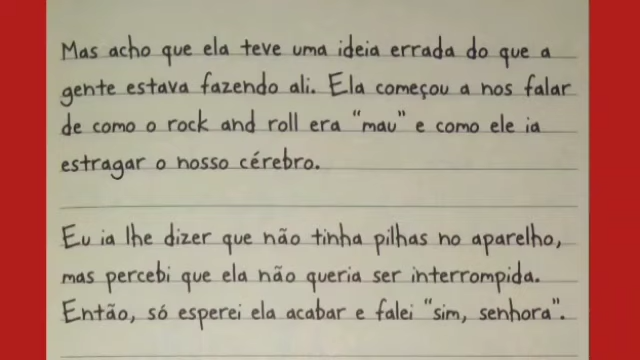 Mas acho que ela teve uma ideia errada do que a
gente estava fazendo ali. Ela começou a nos falar
de como o rock and roll era "mau" e como ele ia
estragar o nosso cérebro.
Eu ia lhe dizer que não tinha pilhas no aparelho,
mas percebi que ela não queria ser interrompida.
Então, só esperei ela acabar e falei "sim, senhora".